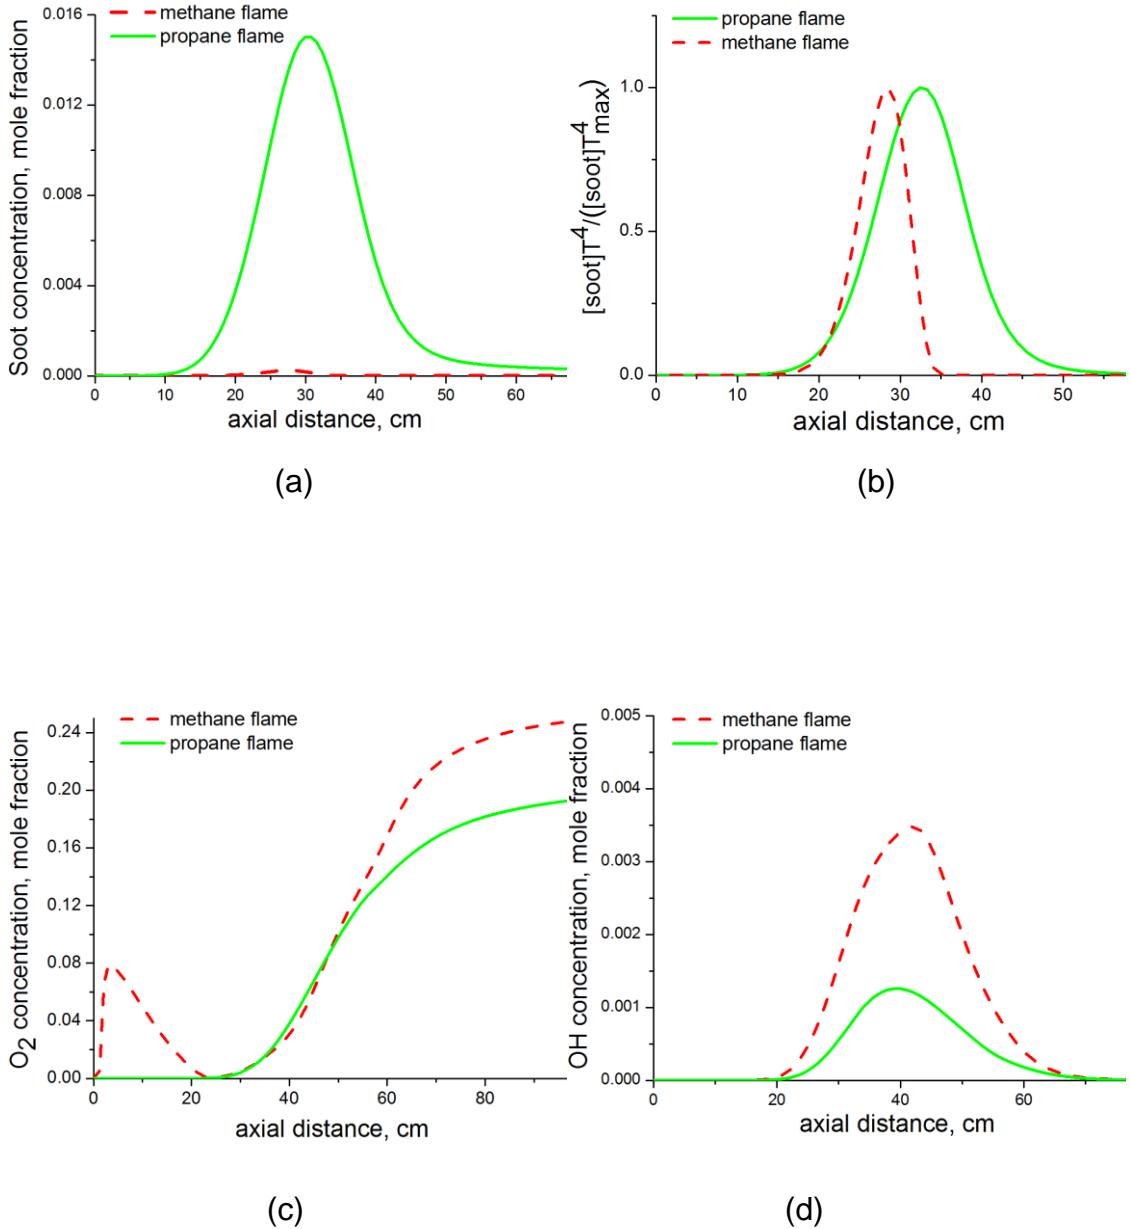 methane flame
propane flame
Soot concentration, mole fraction
0.016
0.012
0.008
0.004
0.000
0 10 20 30 40 50 60
axial distance, cm
(a)
propane flame
methane flame
[soot]T4/([soot]T4max)
1.0
0.5
0.0
0 10 20 30 40 50
axial distance, cm
(b)
methane flame
propane flame
O2 concentration, mole fraction
0.24
0.20
0.16
0.12
0.08
0.04
0.00
0 20 40 60 80
axial distance, cm
(c)
methane flame
propane flame
OH concentration, mole fraction
0.005
0.004
0.003
0.002
0.001
0.000
0 20 40 60
axial distance, cm
(d)